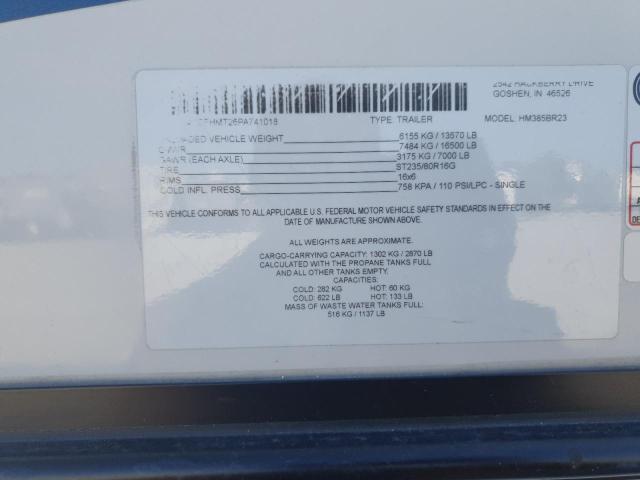 2542 HACKBERRY DRIVE
GOSHEN, IN 46526
HMT26PA741018 TYPE: TRAILER MODEL: HM385BR23
VEHICLE WEIGHT: 6155 KG / 13570 LB
7484 KG / 16500 LB
GAWR (EACH AXLE) 3175 KG / 7000 LB
TIRE ST235/80R16G
RIMS 16x6
COLD INFL. PRESS 758 KPA / 110 PSI/LPC - SINGLE
THIS VEHICLE CONFORMS TO ALL APPLICABLE U.S. FEDERAL MOTOR VEHICLE SAFETY STANDARDS IN EFFECT ON THE
DATE OF MANUFACTURE SHOWN ABOVE.
ALL WEIGHTS ARE APPROXIMATE.
CARGO-CARRYING CAPACITY: 1302 KG / 2870 LB
CALCULATED WITH THE PROPANE TANKS FULL
AND ALL OTHER TANKS EMPTY.
CAPACITIES:
COLD: 282 KG HOT: 60 KG
COLD: 622 LB HOT: 133 LB
MASS OF WASTE WATER TANKS FULL:
516 KG / 1137 LB